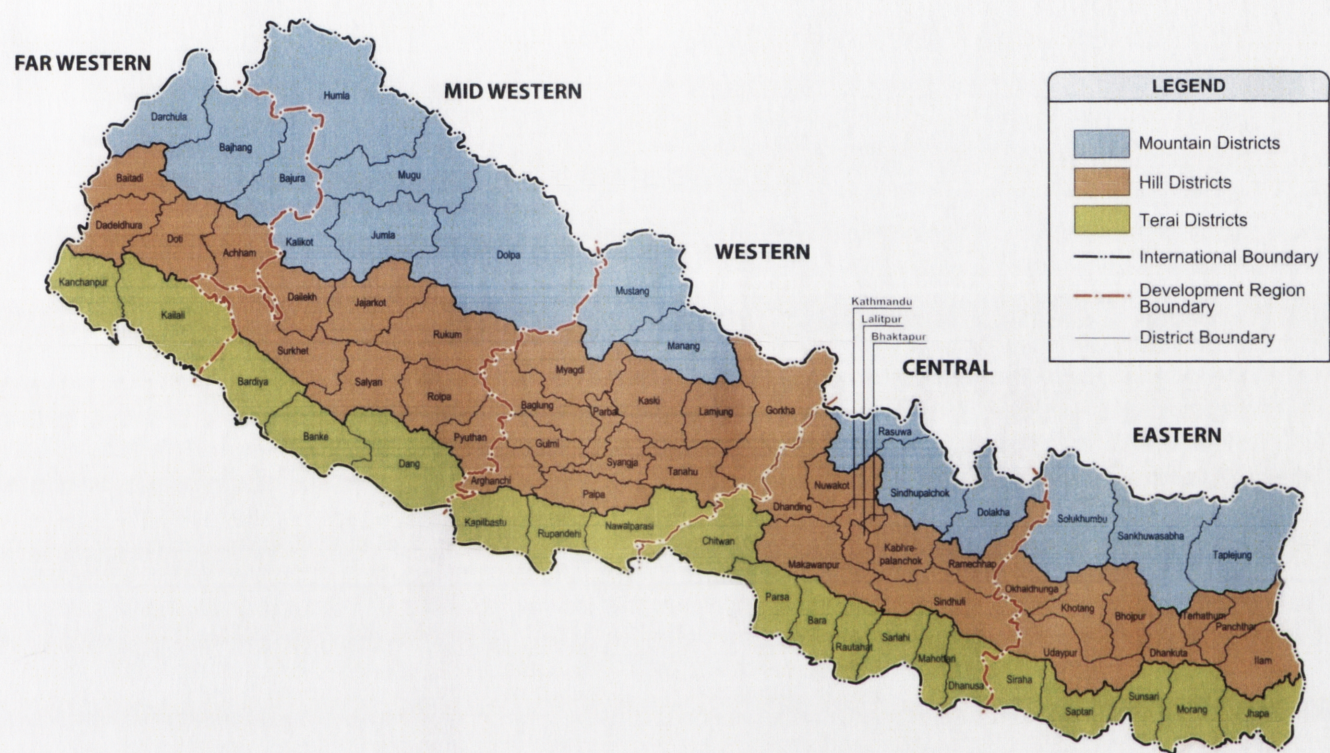 FAR WESTERN
MID WESTERN
WESTERN
CENTRAL
EASTERN
LEGEND
Mountain Districts
Hill Districts
Terai Districts
International Boundary
Development Region
Boundary
District Boundary
Darchula
Bajhang
Humla
Baitadi
Bajura
Mugu
Dadeldhura
Doti
Achham
Kalikot
Jumla
Dolpa
Kanchanpur
Kailali
Dailekh
Jajarkot
Rukum
Surkhet
Salyan
Rolpa
Bardiya
Banke
Dang
Pyuthan
Mustang
Manang
Myagdi
Baglung
Parbat
Kaski
Lamjung
Gorkha
Gulmi
Syangja
Tanahu
Arghanchi
Palpa
Kapilbastu
Rupandehi
Nawalparasi
Kathmandu
Lalitpur
Bhaktapur
Rasuwa
Nuwakot
Sindhupalchok
Dolakha
Dhanding
Chitwan
Makawanpur
Kabhre-
palanchok
Ramechhap
Sindhuli
Parsa
Bara
Rautahat
Sarlahi
Mahottari
Dhanusa
Solukhumbu
Sankhuwasabha
Taplejung
Okhaldhunga
Khotang
Bhojpur
Terhathum
Panchthar
Udaypur
Dhankuta
Ilam
Siraha
Saptari
Sunsari
Morang
Jhapa